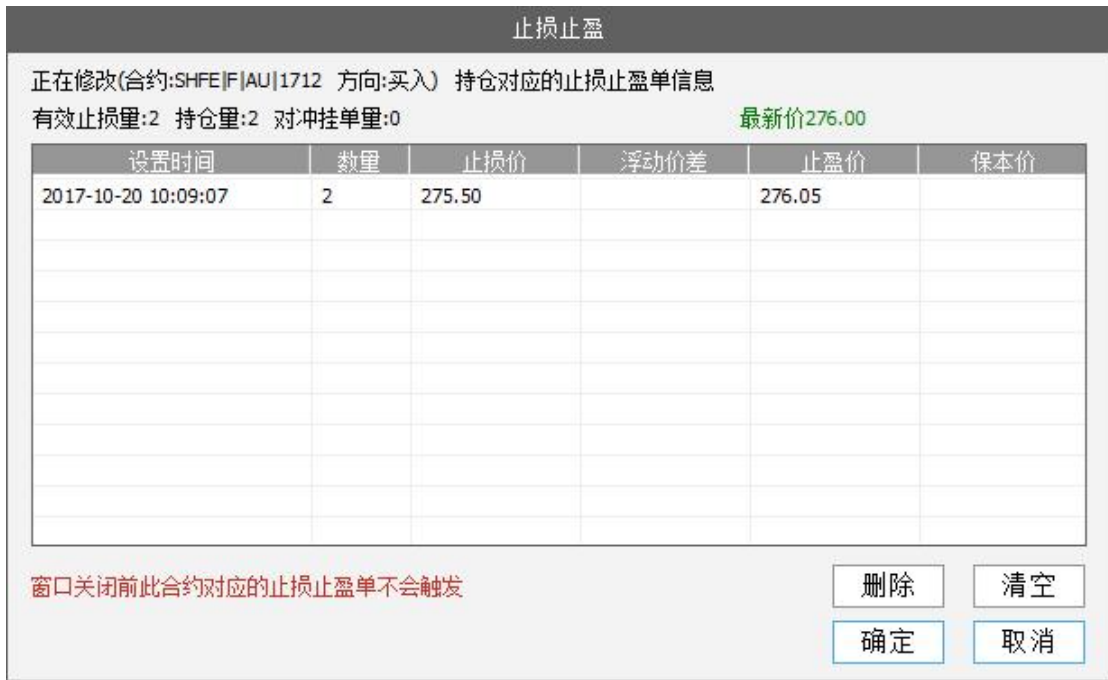 止损止盈
正在修改(合约:SHFE|F|AU|1712 方向:买入) 持仓对应的止损止盈单信息
有效止损量:2 持仓量:2 对冲挂单量:0 最新价276.00
设置时间 数量 止损价 浮动价差 止盈价 保本价
2017-10-20 10:09:07 2 275.50 276.05
窗口关闭前此合约对应的止损止盈单不会触发
删除 清空
确定 取消